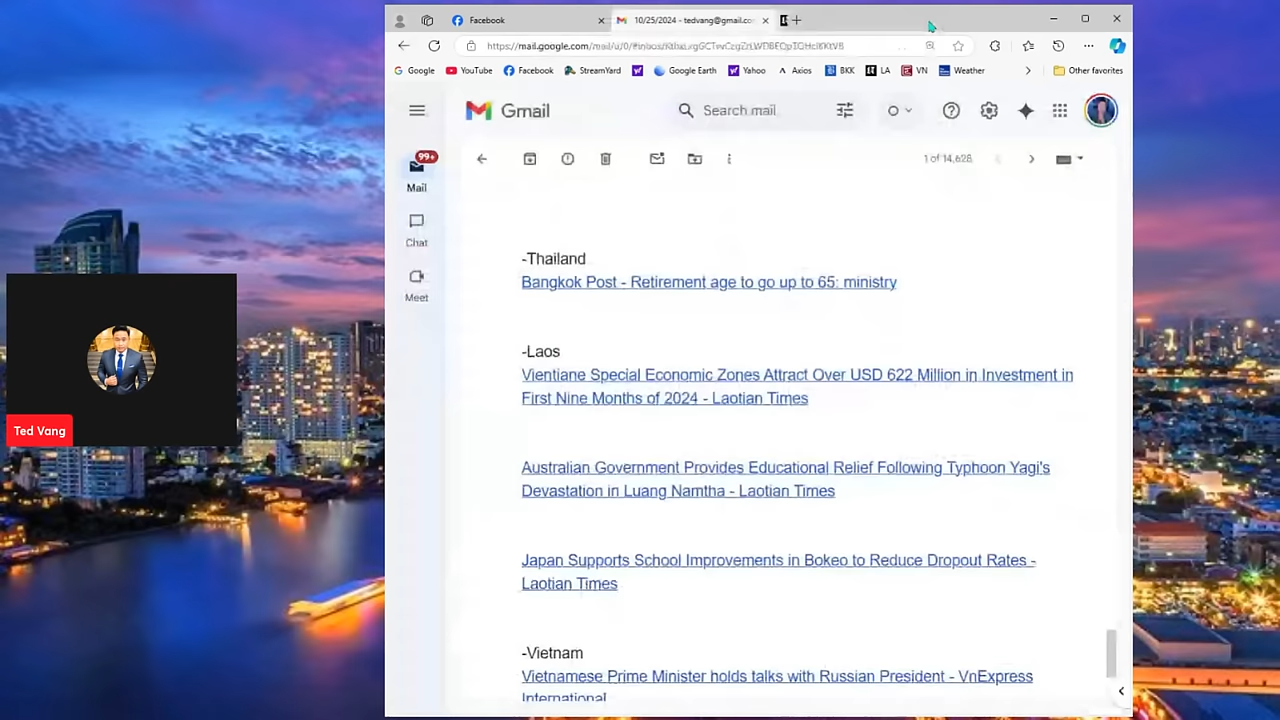 Facebook
10/25/2024 - tedvang@gmail.co
Google
YouTube
Facebook
StreamYard
Google Earth
Yahoo
Axios
BKK
LA
VN
Weather
Other favorites
Gmail
Search mail
99+
Mail
Chat
Meet
1 of 14,628
-Thailand
Bangkok Post - Retirement age to go up to 65: ministry
-Laos
Vientiane Special Economic Zones Attract Over USD 622 Million in Investment in
First Nine Months of 2024 - Laotian Times
Australian Government Provides Educational Relief Following Typhoon Yagi's
Devastation in Luang Namtha - Laotian Times
Japan Supports School Improvements in Bokeo to Reduce Dropout Rates -
Laotian Times
-Vietnam
Vietnamese Prime Minister holds talks with Russian President - VnExpress
International
Ted Vang